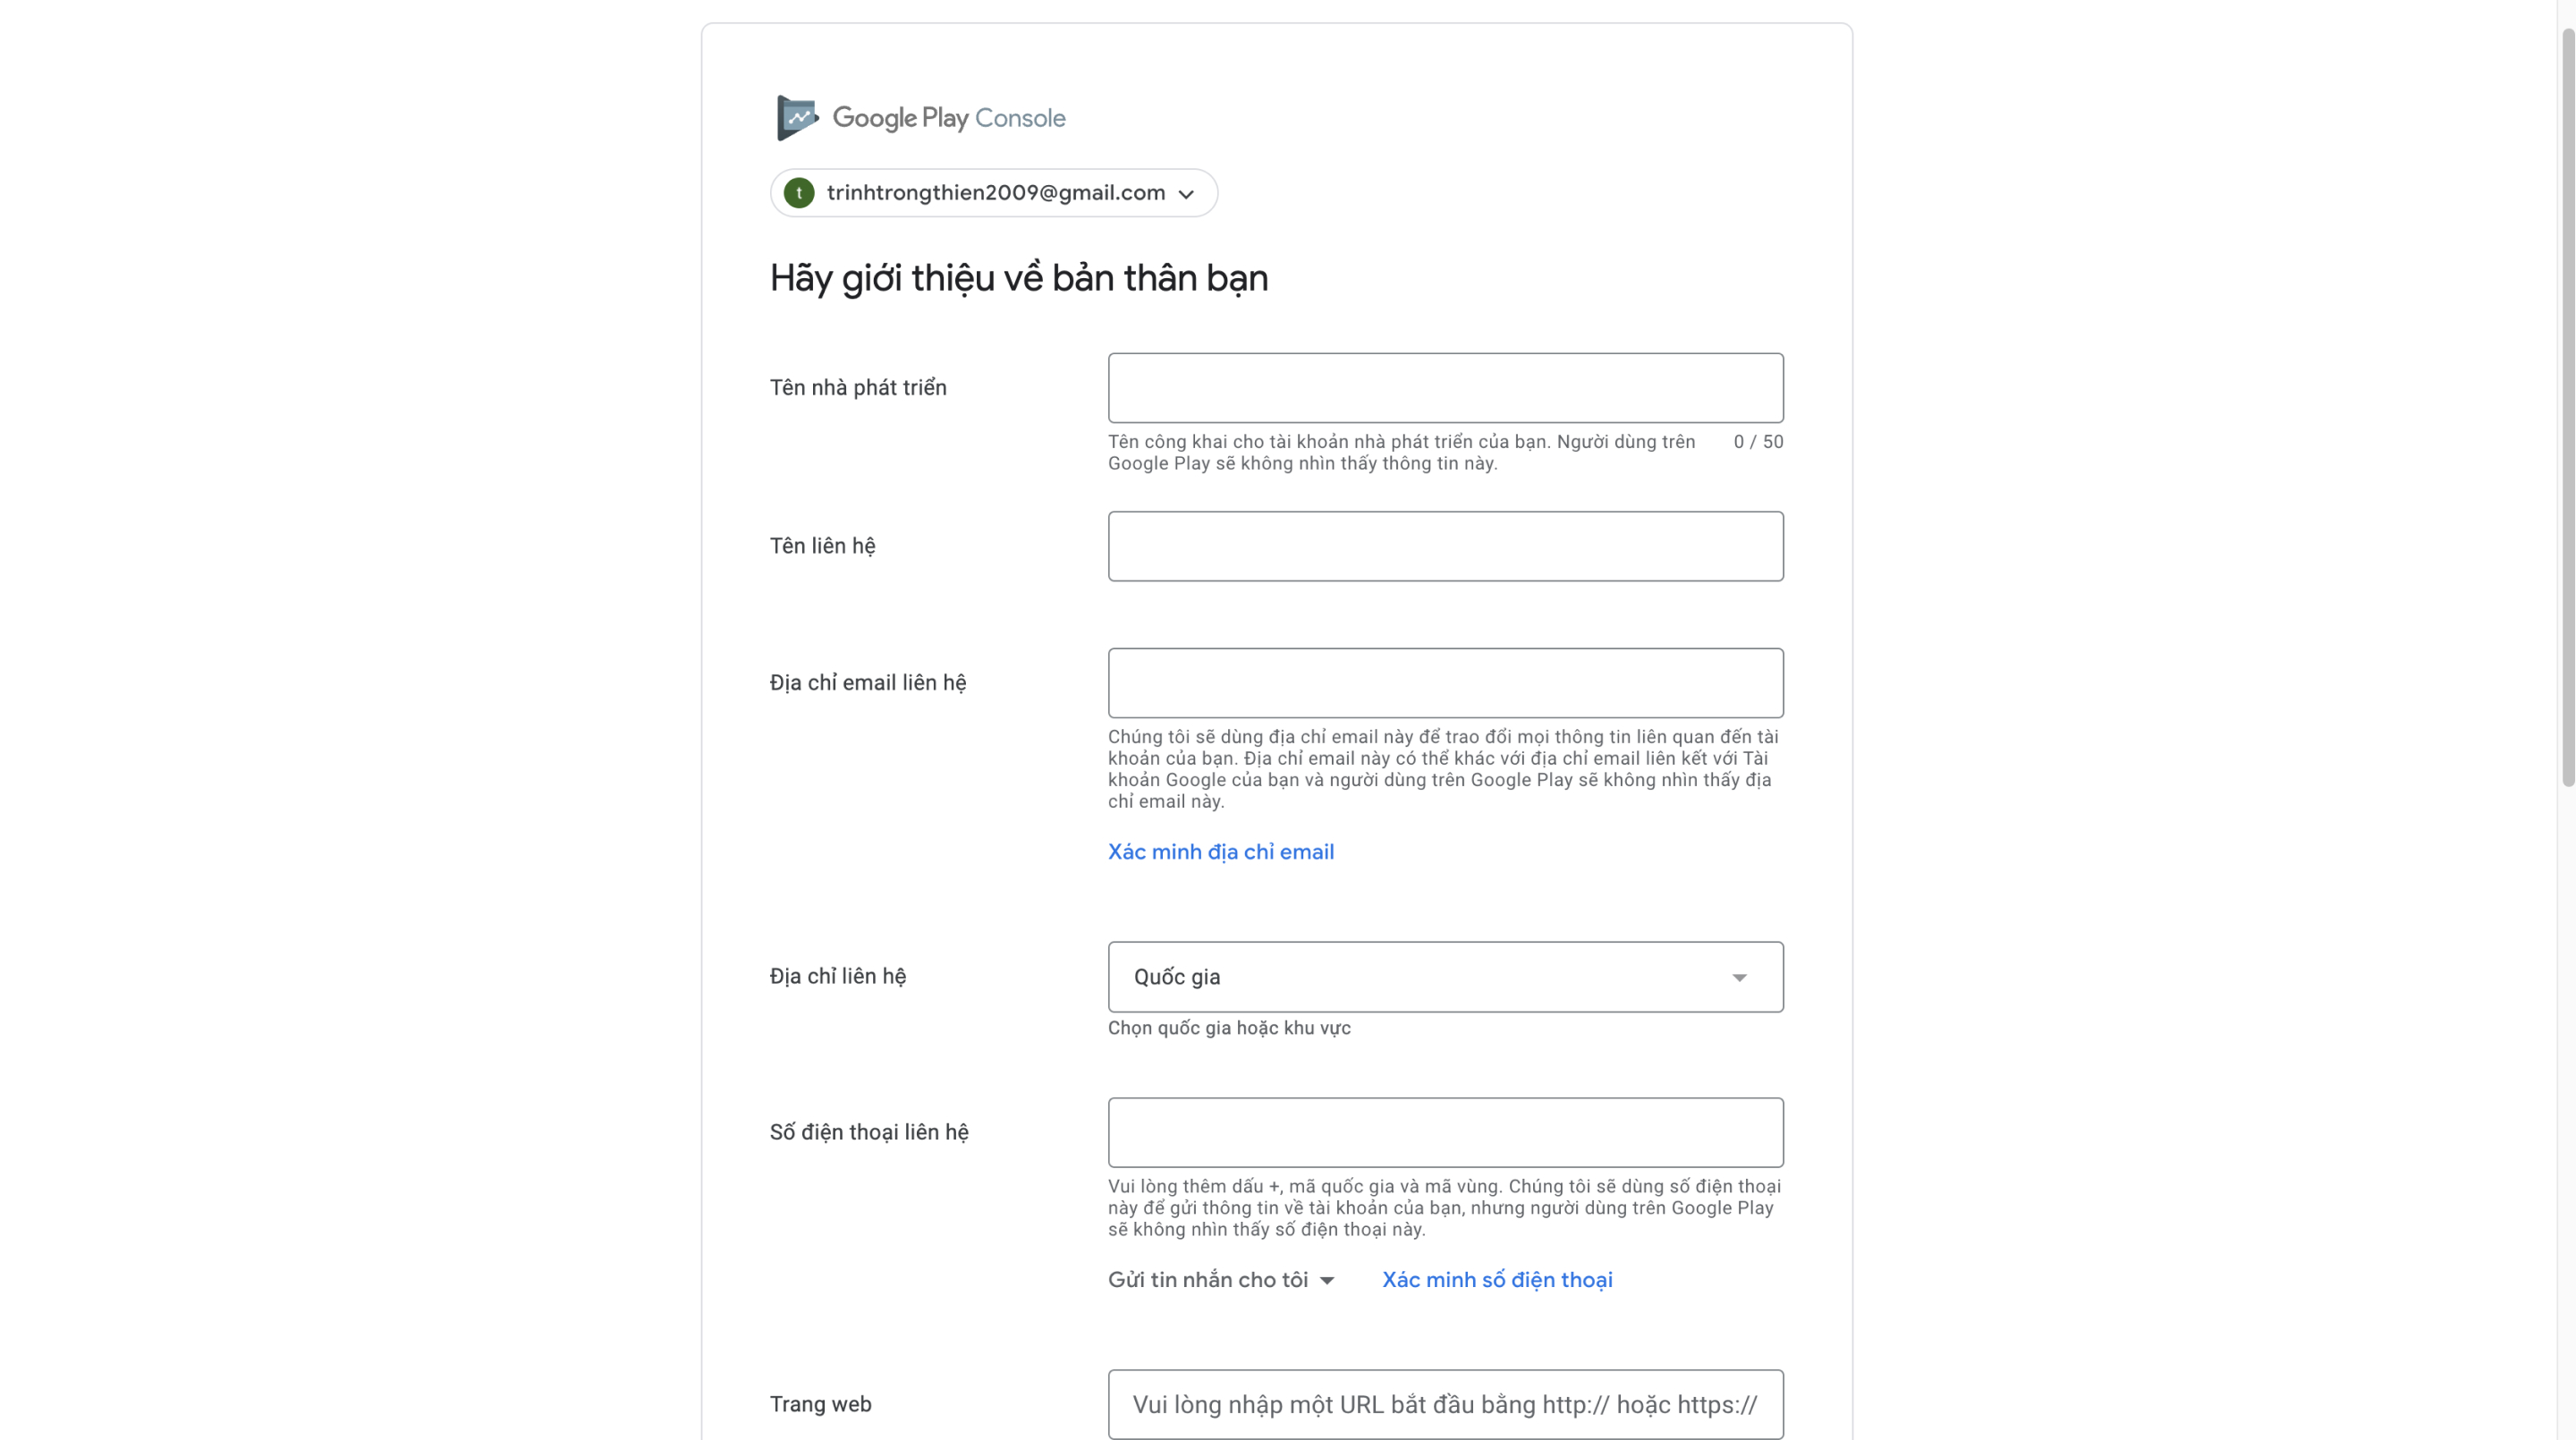 Google Play Console
t trinhtrongthien2009@gmail.com
Hãy giới thiệu về bản thân bạn
Tên nhà phát triển
Tên công khai cho tài khoản nhà phát triển của bạn. Người dùng trên 0 / 50
Google Play sẽ không nhìn thấy thông tin này.
Tên liên hệ
Địa chỉ email liên hệ
Chúng tôi sẽ dùng địa chỉ email này để trao đổi mọi thông tin liên quan đến tài
khoản của bạn. Địa chỉ email này có thể khác với địa chỉ email liên kết với Tài
khoản Google của bạn và người dùng trên Google Play sẽ không nhìn thấy địa
chỉ email này.
Xác minh địa chỉ email
Địa chỉ liên hệ
Quốc gia
Chọn quốc gia hoặc khu vực
Số điện thoại liên hệ
Vui lòng thêm dấu +, mã quốc gia và mã vùng. Chúng tôi sẽ dùng số điện thoại
này để gửi thông tin về tài khoản của bạn, nhưng người dùng trên Google Play
sẽ không nhìn thấy số điện thoại này.
Gửi tin nhắn cho tôi Xác minh số điện thoại
Trang web
Vui lòng nhập một URL bắt đầu bằng http:// hoặc https://